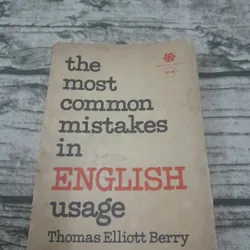 the
most
common
mistakes
in
ENGLISH
usage
Thomas Elliott Berry